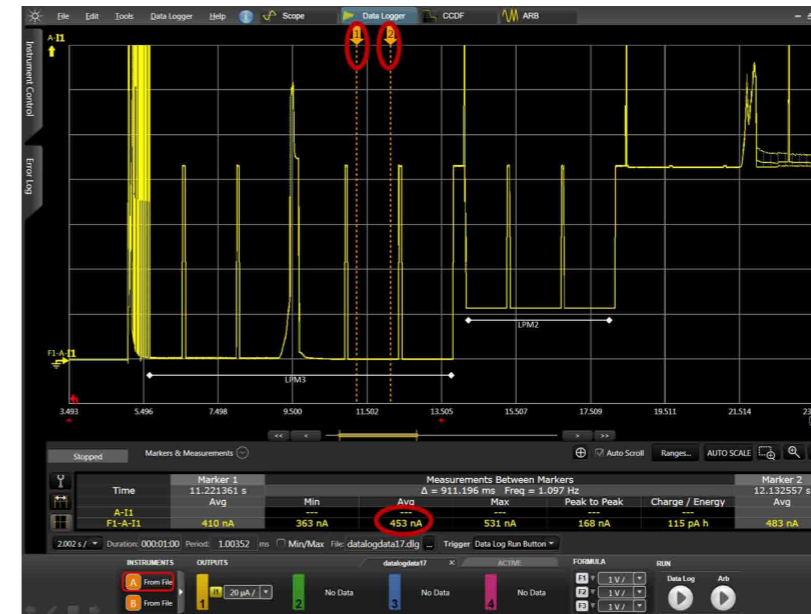 File Edit Tools Data Logger Help Scope Data Logger CCDF ARB
Instrument Control
Error Log
A-I1
1 2
F1-A-I1
LPM3
LPM2
3.493 5.496 7.498 9.500 11.502 13.505 15.507 17.509 19.511 21.514 23
<< < > >>
Stopped Markers & Measurements Auto Scroll Ranges... AUTO SCALE
Marker 1 Measurements Between Markers Marker 2
Time 11.221361 s Δ = 911.196 ms Freq = 1.097 Hz 12.132557 s
Avg Min Avg Max Peak to Peak Charge / Energy Avg
A-I1 --- --- --- --- --- --- ---
F1-A-I1 410 nA 363 nA 453 nA 531 nA 168 nA 115 pA h 483 nA
2.002 s / Duration: 000:01:00 Period: 1.00352 ms Min/Max File: datalogdata17.dlg ... Trigger Data Log Run Button
INSTRUMENTS OUTPUTS datalogdata17 × ACTIVE FORMULA RUN
A From File 1 I1 20 µA / 2 No Data 3 No Data 4 No Data F1 1 V / Data Log Arb
F2 1 V /
B From File F3 1 V /